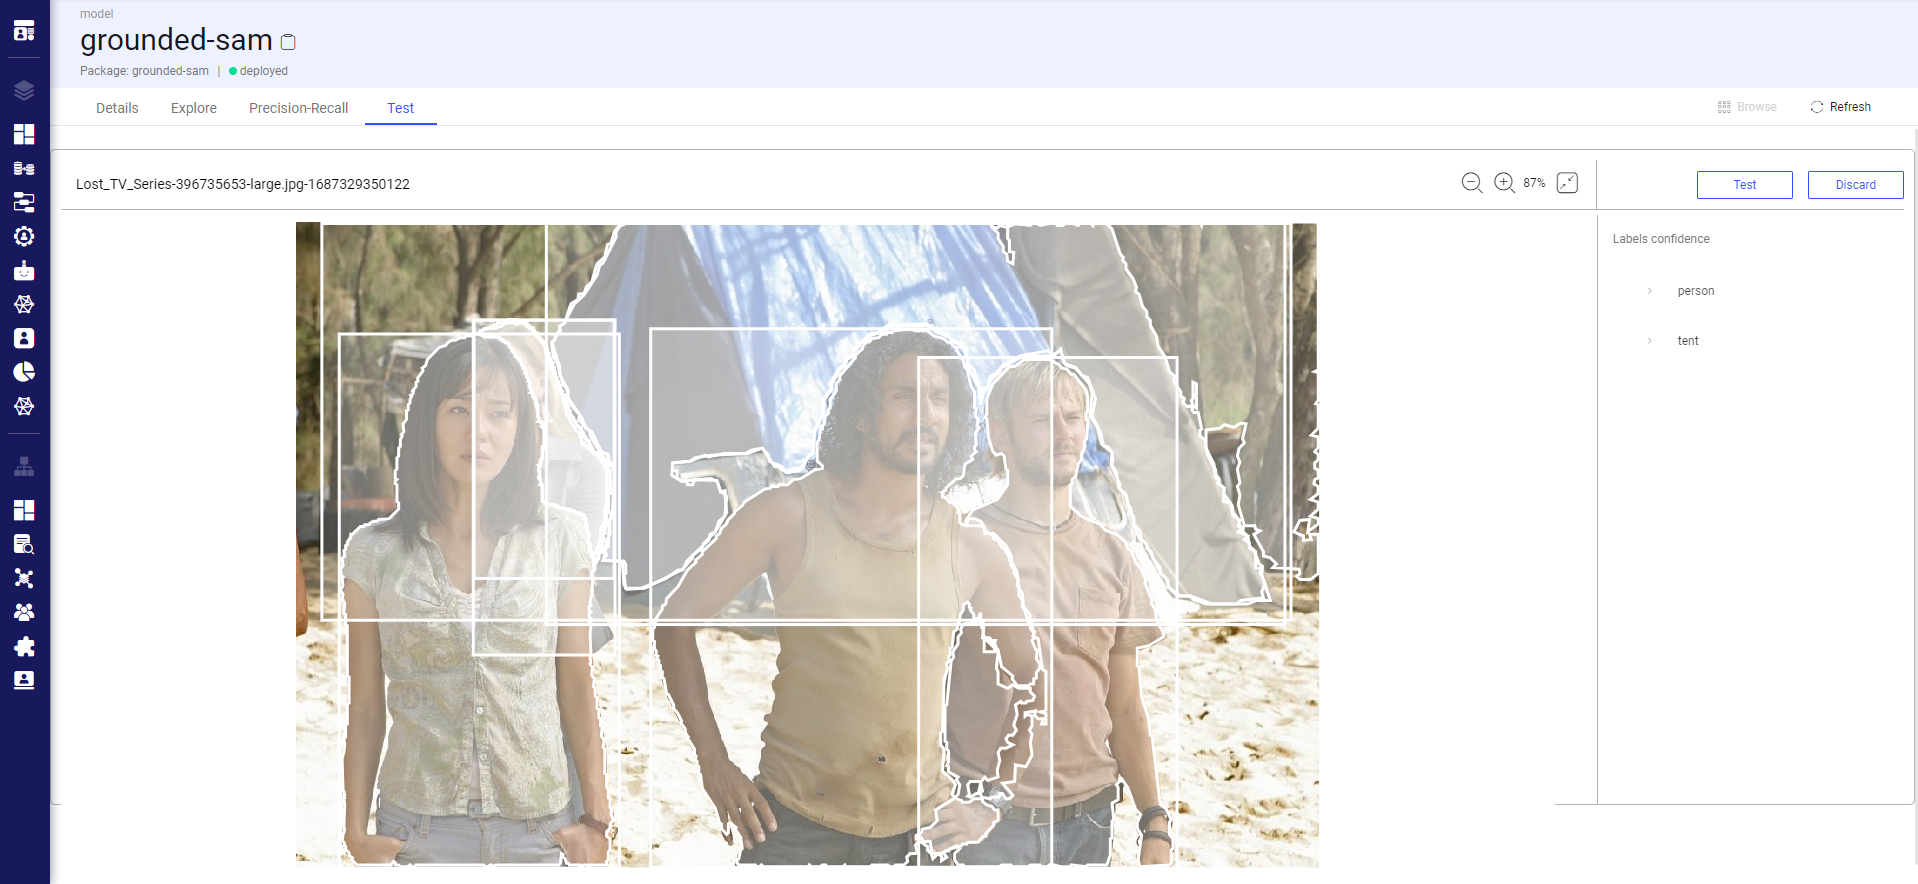 model
grounded-sam
Package: grounded-sam | deployed
Details Explore Precision-Recall Test Browse Refresh
Lost_TV_Series-396735653-large.jpg-1687329350122 87% Test Discard
Labels confidence
person
tent